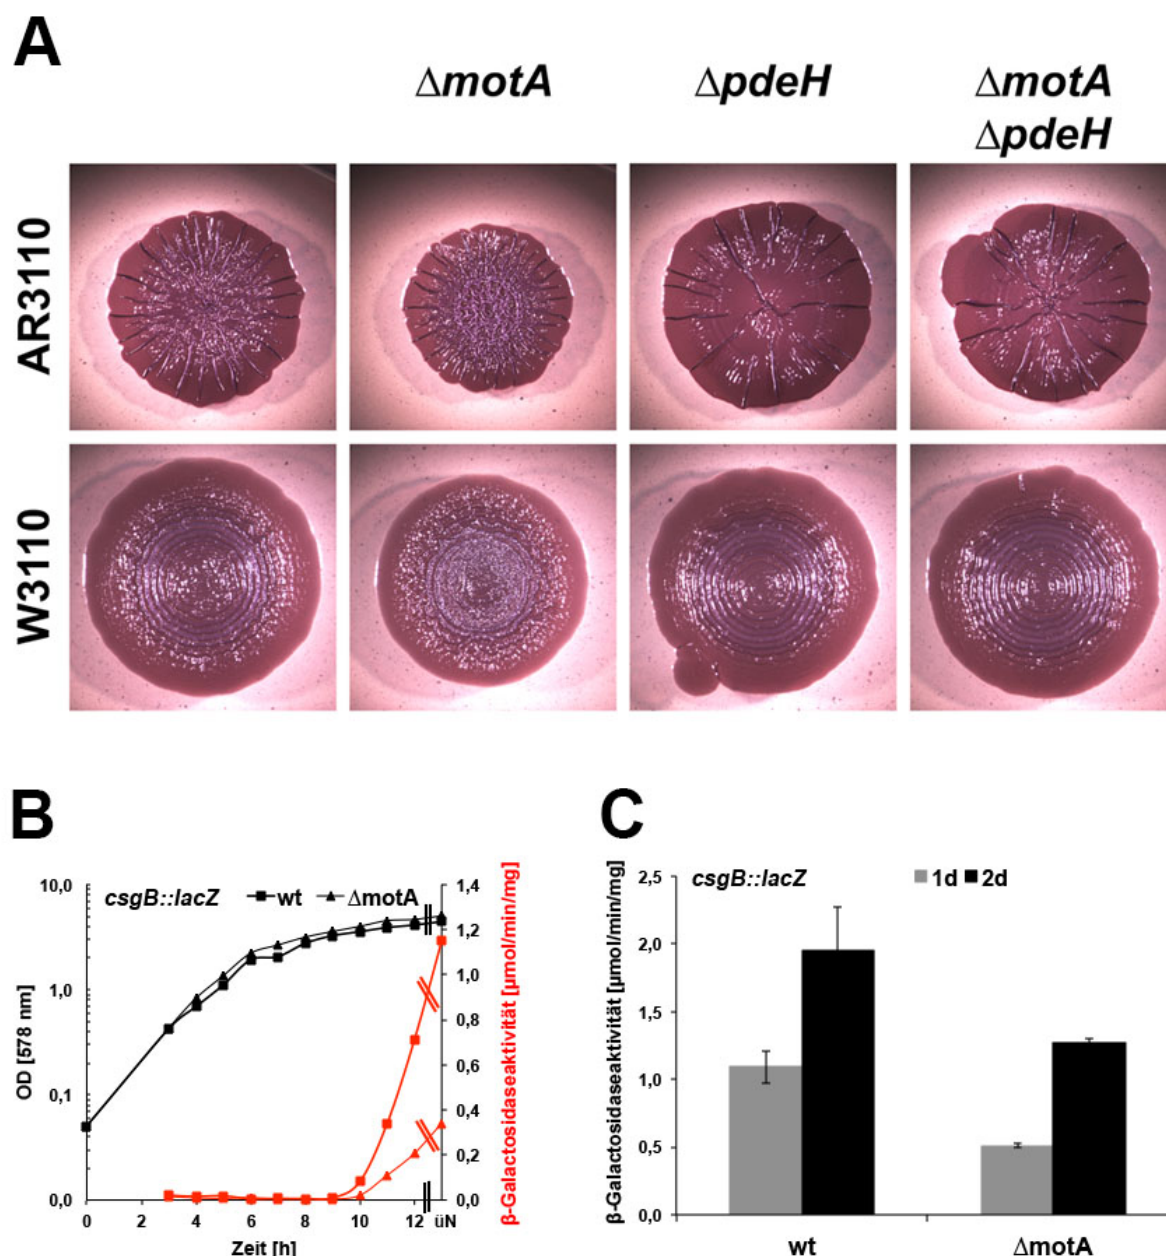 A
ΔmotA
ΔpdeH
ΔmotA
ΔpdeH
AR3110
W3110
B
csgB::lacZ
wt
ΔmotA
OD [578 nm]
10,0
1,0
0,1
0,0
1,4
1,2
1,0
0,8
0,6
0,4
0,2
0,0
β-Galactosidaseaktivität [µmol/min/mg]
0 2 4 6 8 10 12 üN
Zeit [h]
C
csgB::lacZ
1d 2d
β-Galactosidaseaktivität [µmol/min/mg]
2,5
2,0
1,5
1,0
0,5
0,0
wt ΔmotA